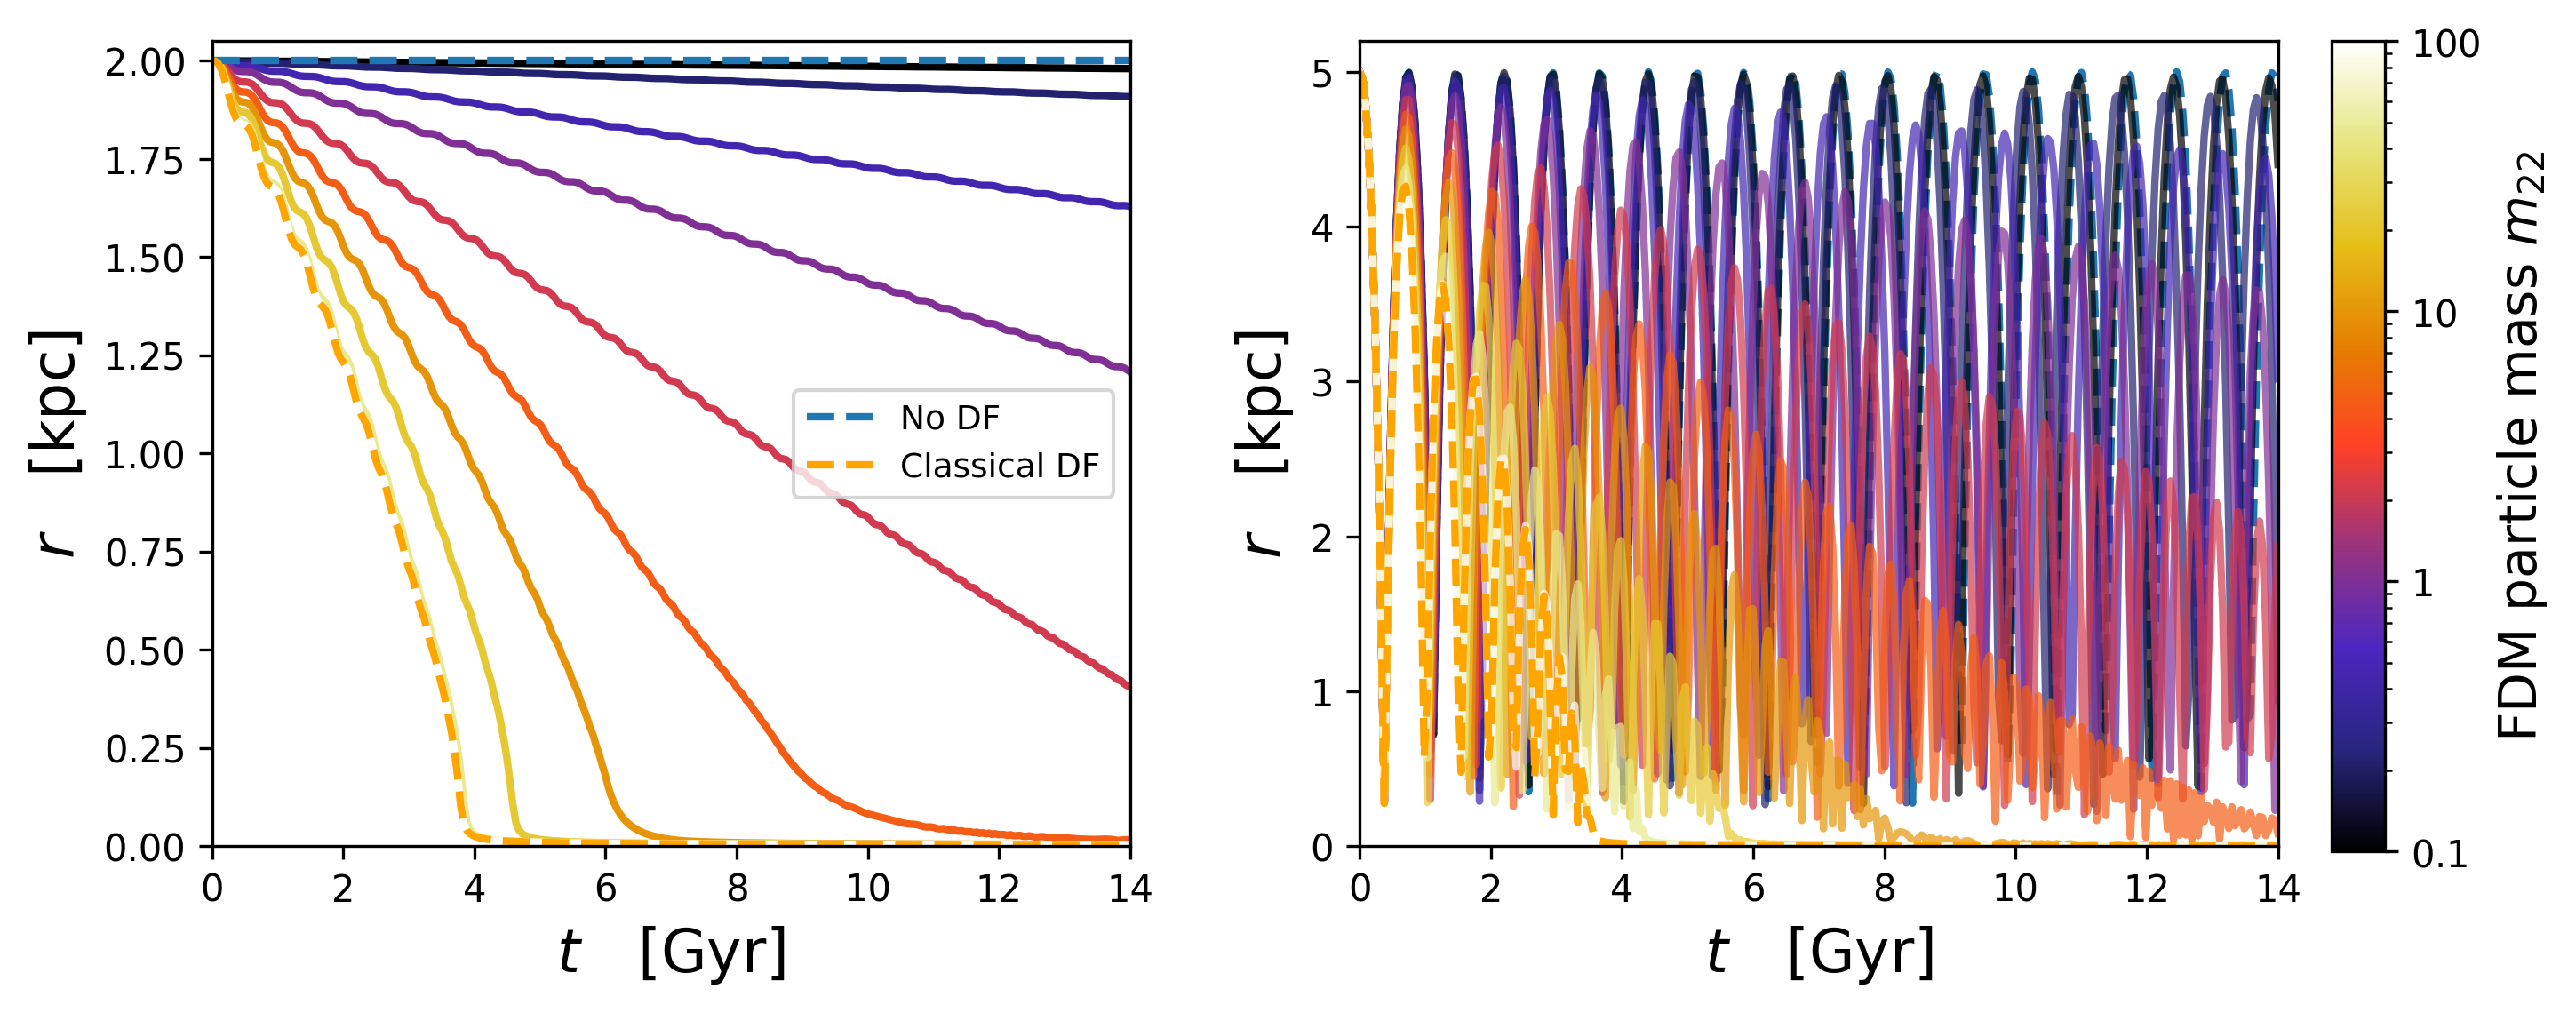 2.00
1.75
1.50
1.25
1.00
0.75
0.50
0.25
0.00
r [kpc]
0 2 4 6 8 10 12 14
t [Gyr]
No DF
Classical DF
5
4
3
2
1
0
r [kpc]
0 2 4 6 8 10 12 14
t [Gyr]
100
10
1
0.1
FDM particle mass m₂₂